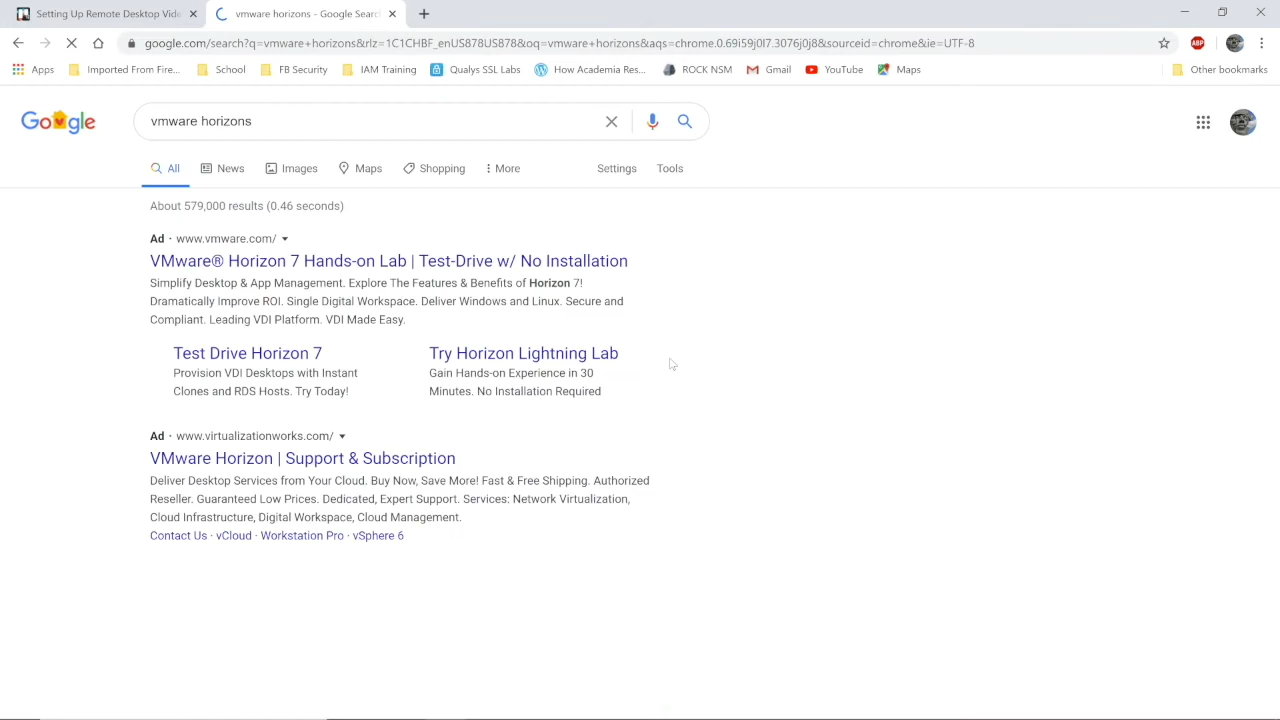 Setting Up Remote Desktop Vide
vmware horizons - Google Searc
google.com/search?q=vmware+horizons&rlz=1C1CHBF_enUS878US878&oq=vmware+horizons&aqs=chrome.0.69i59j0l7.3076j0j8&sourceid=chrome&ie=UTF-8
ABP
Apps
Imported From Fire...
School
FB Security
IAM Training
Qualys SSL Labs
How Academia Res...
ROCK NSM
Gmail
YouTube
Maps
Other bookmarks
Google
vmware horizons
All
News
Images
Maps
Shopping
More
Settings
Tools
About 579,000 results (0.46 seconds)
Ad · www.vmware.com/
VMware® Horizon 7 Hands-on Lab | Test-Drive w/ No Installation
Simplify Desktop & App Management. Explore The Features & Benefits of Horizon 7!
Dramatically Improve ROI. Single Digital Workspace. Deliver Windows and Linux. Secure and
Compliant. Leading VDI Platform. VDI Made Easy.
Test Drive Horizon 7
Provision VDI Desktops with Instant
Clones and RDS Hosts. Try Today!
Try Horizon Lightning Lab
Gain Hands-on Experience in 30
Minutes. No Installation Required
Ad · www.virtualizationworks.com/
VMware Horizon | Support & Subscription
Deliver Desktop Services from Your Cloud. Buy Now, Save More! Fast & Free Shipping. Authorized
Reseller. Guaranteed Low Prices. Dedicated, Expert Support. Services: Network Virtualization,
Cloud Infrastructure, Digital Workspace, Cloud Management.
Contact Us · vCloud · Workstation Pro · vSphere 6